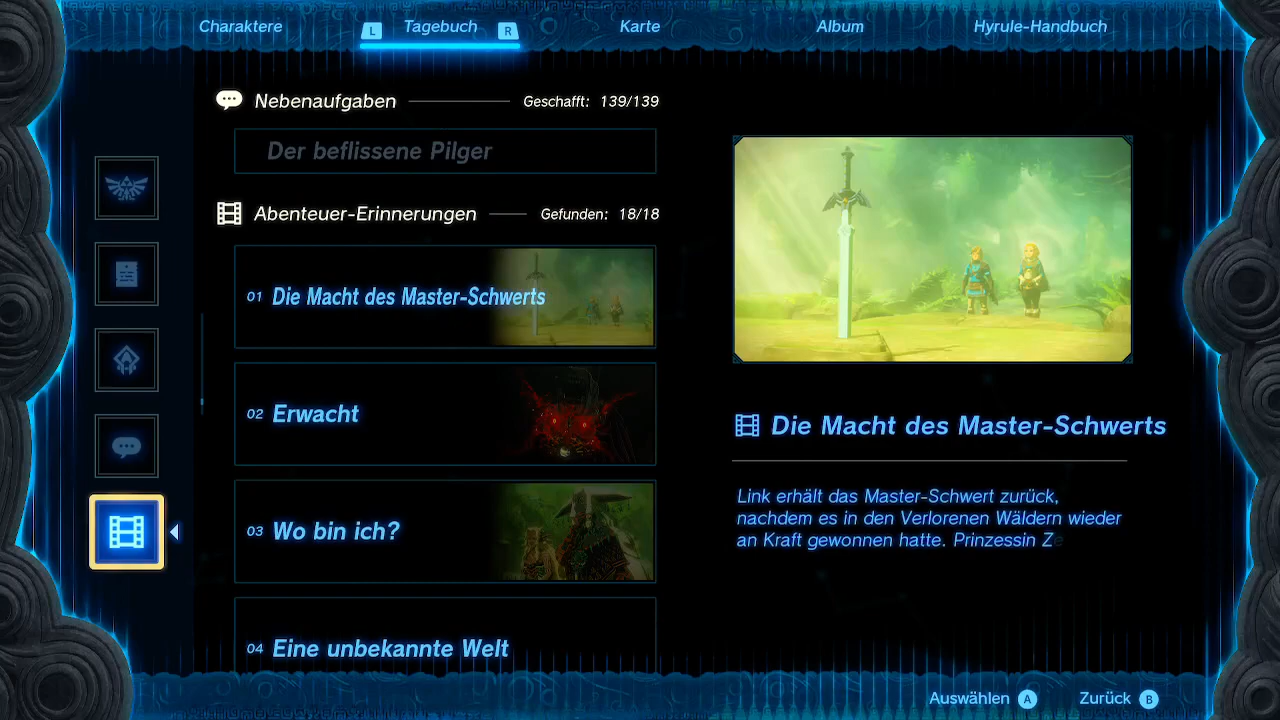 Charaktere
L Tagebuch R
Karte
Album
Hyrule-Handbuch
Nebenaufgaben
Geschafft: 139/139
Der beflissene Pilger
Abenteuer-Erinnerungen
Gefunden: 18/18
01 Die Macht des Master-Schwerts
02 Erwacht
03 Wo bin ich?
04 Eine unbekannte Welt
Die Macht des Master-Schwerts
Link erhält das Master-Schwert zurück,
nachdem es in den Verlorenen Wäldern wieder
an Kraft gewonnen hatte. Prinzessin Ze
Auswählen A
Zurück B